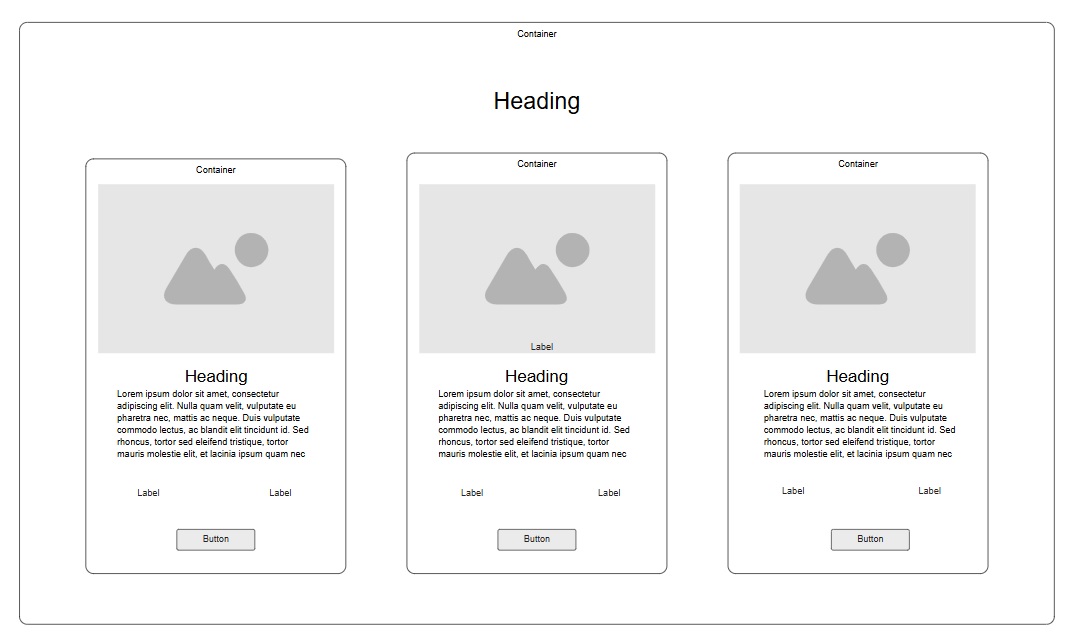 Container
Heading
Container
Heading
Lorem ipsum dolor sit amet, consectetur
adipiscing elit. Nulla quam velit, vulputate eu
pharetra nec, mattis ac neque. Duis vulputate
commodo lectus, ac blandit elit tincidunt id. Sed
rhoncus, tortor sed eleifend tristique, tortor
mauris molestie elit, et lacinia ipsum quam nec
Label
Label
Button
Container
Label
Heading
Lorem ipsum dolor sit amet, consectetur
adipiscing elit. Nulla quam velit, vulputate eu
pharetra nec, mattis ac neque. Duis vulputate
commodo lectus, ac blandit elit tincidunt id. Sed
rhoncus, tortor sed eleifend tristique, tortor
mauris molestie elit, et lacinia ipsum quam nec
Label
Label
Button
Container
Heading
Lorem ipsum dolor sit amet, consectetur
adipiscing elit. Nulla quam velit, vulputate eu
pharetra nec, mattis ac neque. Duis vulputate
commodo lectus, ac blandit elit tincidunt id. Sed
rhoncus, tortor sed eleifend tristique, tortor
mauris molestie elit, et lacinia ipsum quam nec
Label
Label
Button